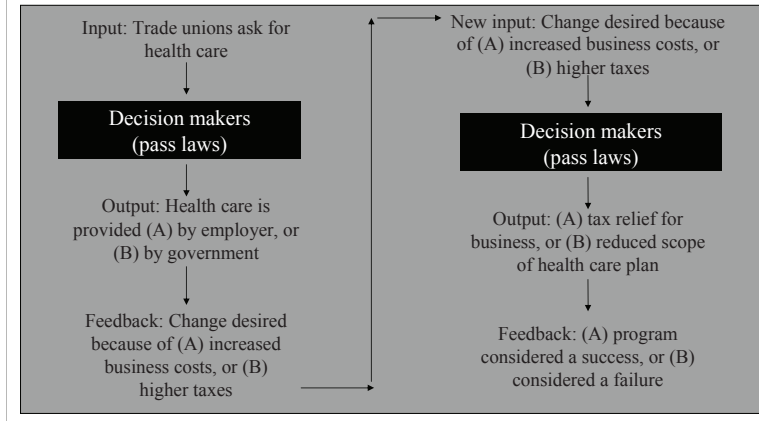 Input: Trade unions ask for
health care
Decision makers
(pass laws)
Output: Health care is
provided (A) by employer, or
(B) by government
Feedback: Change desired
because of (A) increased
business costs, or (B)
higher taxes
New input: Change desired because
of (A) increased business costs, or
(B) higher taxes
Decision makers
(pass laws)
Output: (A) tax relief for
business, or (B) reduced scope
of health care plan
Feedback: (A) program
considered a success, or (B)
considered a failure